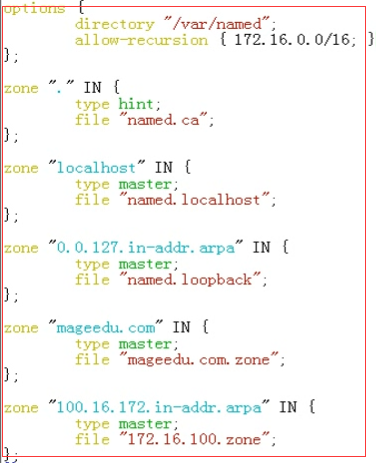 options {
        directory "/var/named";
        allow-recursion { 172.16.0.0/16; }
};
zone "." IN {
        type hint;
        file "named.ca";
};
zone "localhost" IN {
        type master;
        file "named.localhost";
};
zone "0.0.127.in-addr.arpa" IN {
        type master;
        file "named.loopback";
};
zone "mageedu.com" IN {
        type master;
        file "mageedu.com.zone";
};
zone "100.16.172.in-addr.arpa" IN {
        type master;
        file "172.16.100.zone";
};